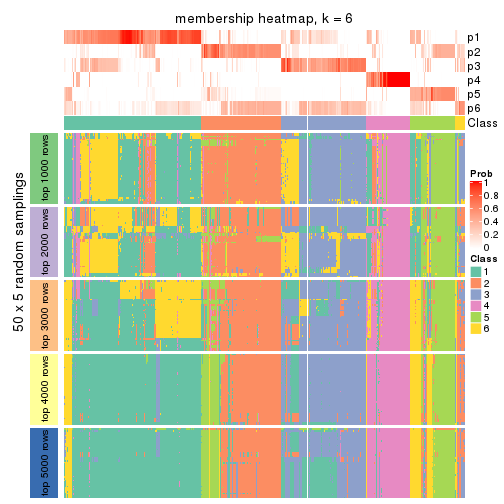 membership heatmap, k = 6
p1
p2
p3
p4
p5
p6
Class
50 x 5 random samplings
top 1000 rows
top 2000 rows
top 3000 rows
top 4000 rows
top 5000 rows
Prob
1
0.8
0.6
0.4
0.2
0
Class
1
2
3
4
5
6